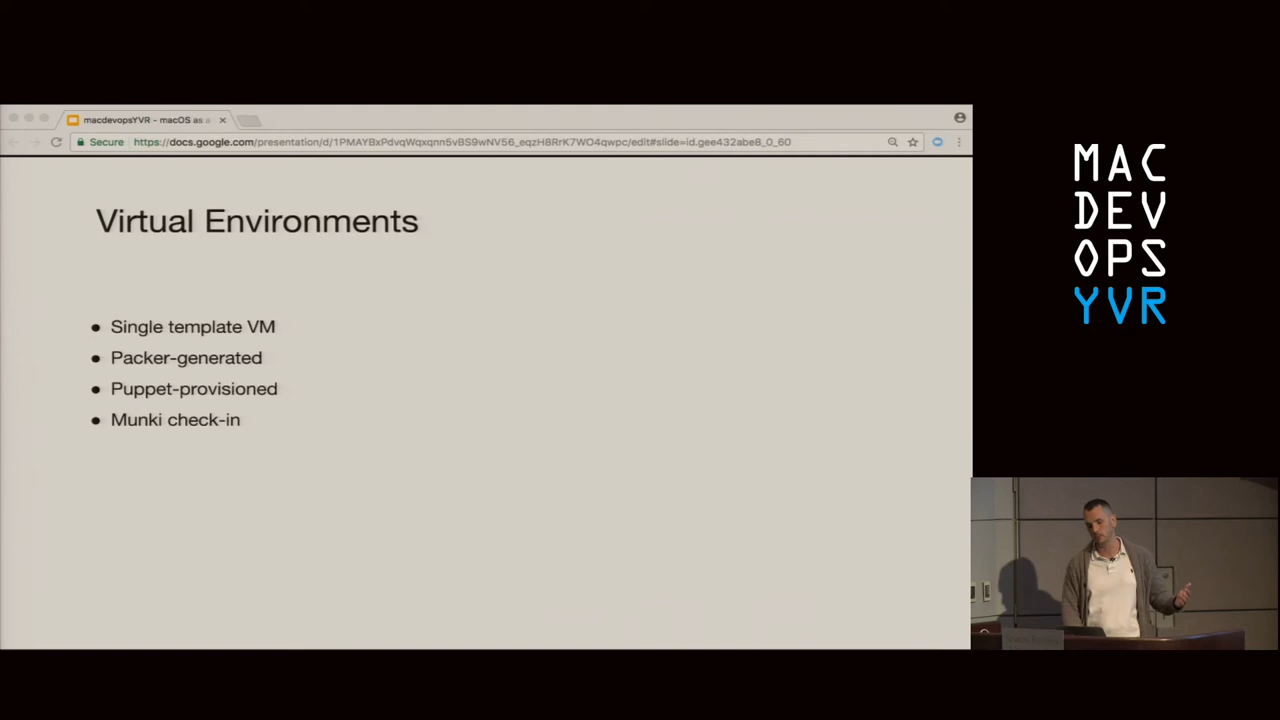 macdevopsYVR - macOS as a
Secure
https://docs.google.com/presentation/d/1PMAYBxPdvqWqxqnn5vBS9wNV56_eqzH8RrK7WO4qwpc/edit#slide=id.gee432abe8_0_60
Virtual Environments
● Single template VM
● Packer-generated
● Puppet-provisioned
● Munki check-in
MAC
DEV
OPS
YVR